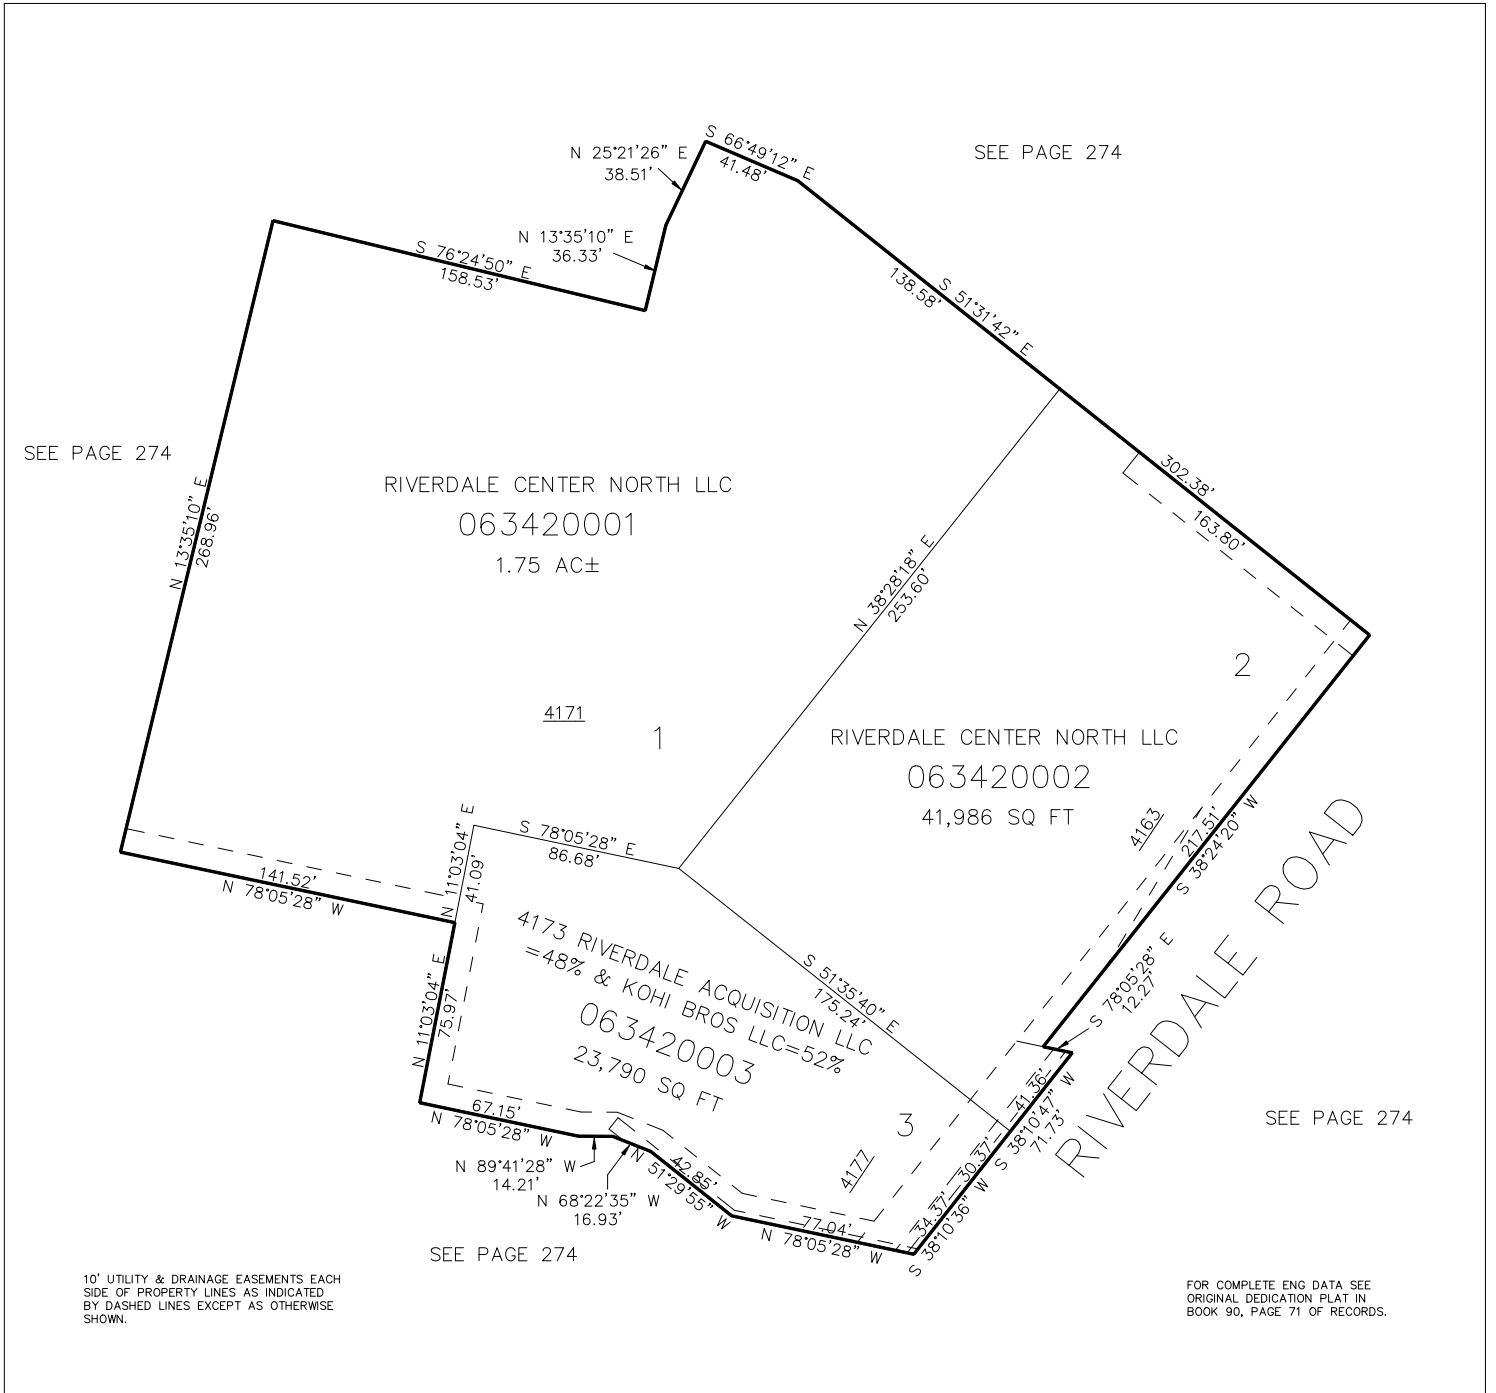 SEE PAGE 274
S 66°49'12" E
41.48'
N 25°21'26" E
38.51'
N 13°35'10" E
36.33'
S 76°24'50" E
158.53'
S 51°31'42" E
138.58'
302.38'
163.80'
SEE PAGE 274
N 13°35'10" E
268.96'
RIVERDALE CENTER NORTH LLC
063420001
1.75 AC±
N 38°28'18" E
253.60'
4171
1
2
RIVERDALE CENTER NORTH LLC
063420002
41,986 SQ FT
4163
217.51'
S 38°24'20" W
RIVERDALE ROAD
N 11°03'04" E
41.09'
S 78°05'28" E
86.68'
141.52'
N 78°05'28" W
N 11°03'04" E
75.97'
4173 RIVERDALE ACQUISITION LLC
=48% & KOHI BROS LLC=52%
063420003
23,790 SQ FT
S 51°35'40" E
175.24'
S 78°05'28" E
12.27'
41.36'
S 38°10'47" W
71.73'
30.37'
3
4177
34.37'
S 38°10'36" W
67.15'
N 78°05'28" W
N 89°41'28" W
14.21'
N 68°22'35" W
16.93'
42.85'
N 51°29'55" W
77.04'
N 78°05'28" W
SEE PAGE 274
SEE PAGE 274
10' UTILITY & DRAINAGE EASEMENTS EACH
SIDE OF PROPERTY LINES AS INDICATED
BY DASHED LINES EXCEPT AS OTHERWISE
SHOWN.
FOR COMPLETE ENG DATA SEE
ORIGINAL DEDICATION PLAT IN
BOOK 90, PAGE 71 OF RECORDS.